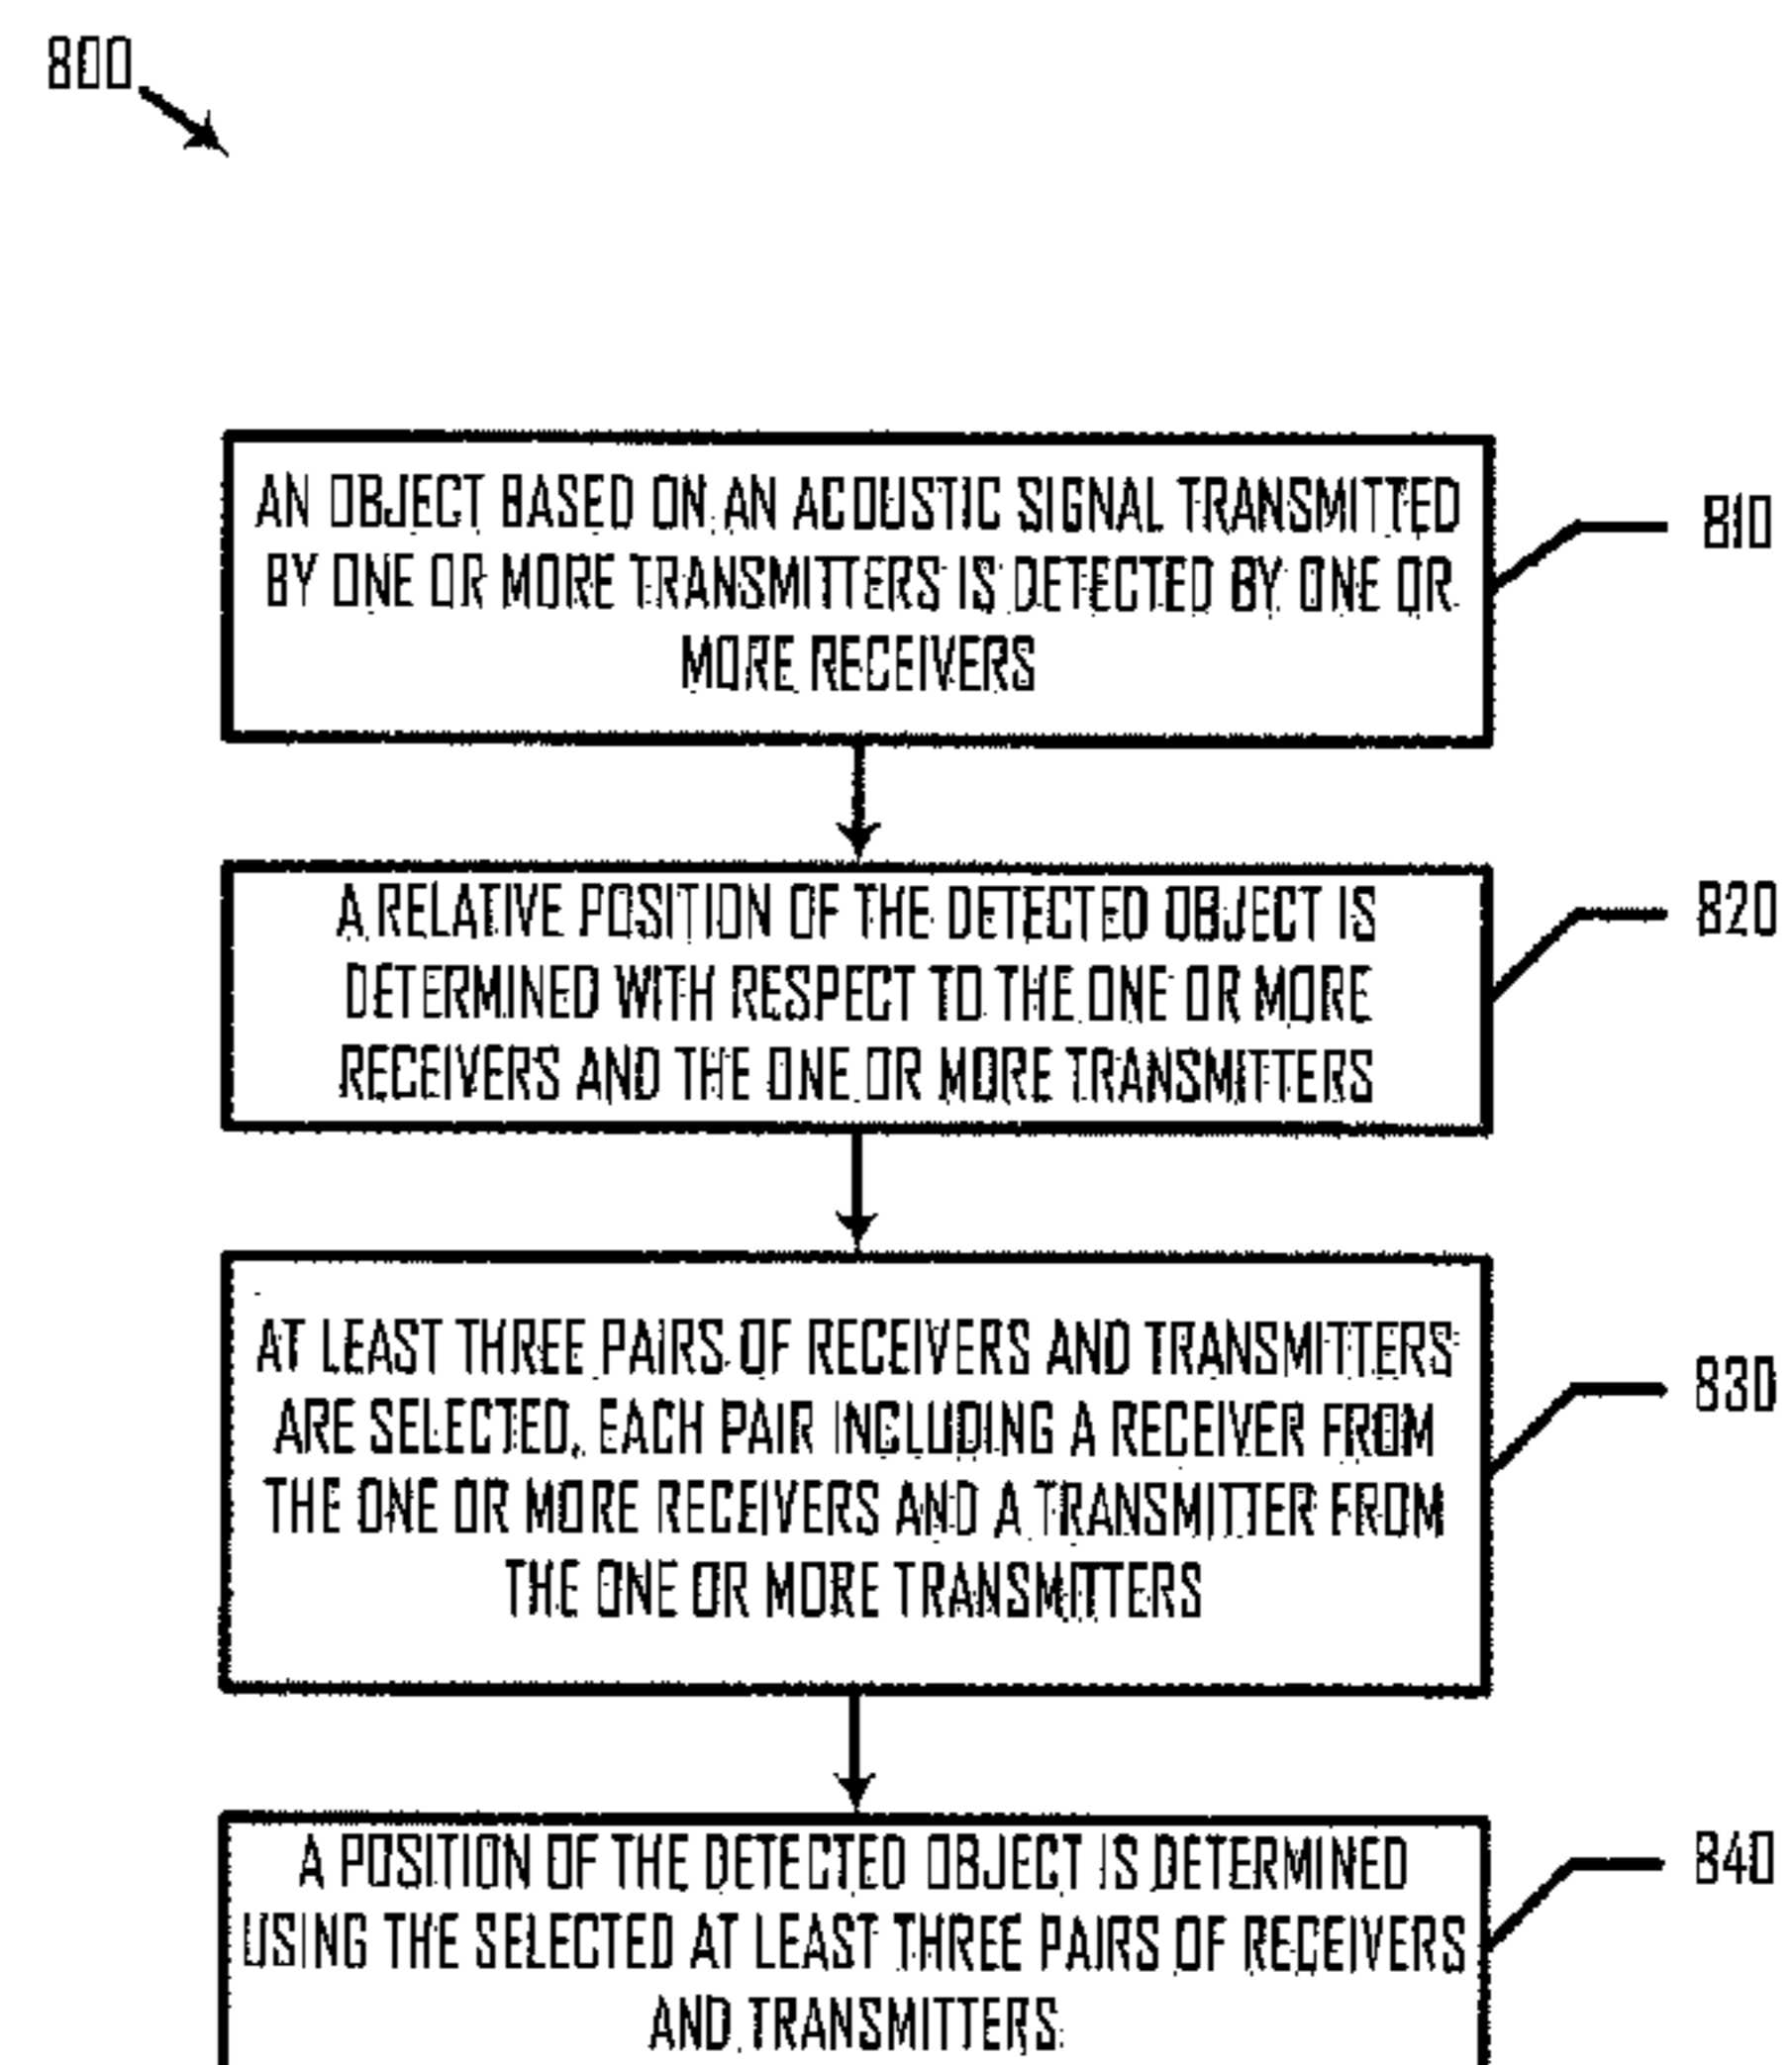 800
AN OBJECT BASED ON AN ACOUSTIC SIGNAL TRANSMITTED
BY ONE OR MORE TRANSMITTERS IS DETECTED BY ONE OR
MORE RECEIVERS
810
A RELATIVE POSITION OF THE DETECTED OBJECT IS
DETERMINED WITH RESPECT TO THE ONE OR MORE
RECEIVERS AND THE ONE OR MORE TRANSMITTERS
820
AT LEAST THREE PAIRS OF RECEIVERS AND TRANSMITTERS
ARE SELECTED, EACH PAIR INCLUDING A RECEIVER FROM
THE ONE OR MORE RECEIVERS AND A TRANSMITTER FROM
THE ONE OR MORE TRANSMITTERS
830
A POSITION OF THE DETECTED OBJECT IS DETERMINED
USING THE SELECTED AT LEAST THREE PAIRS OF RECEIVERS
AND TRANSMITTERS
840